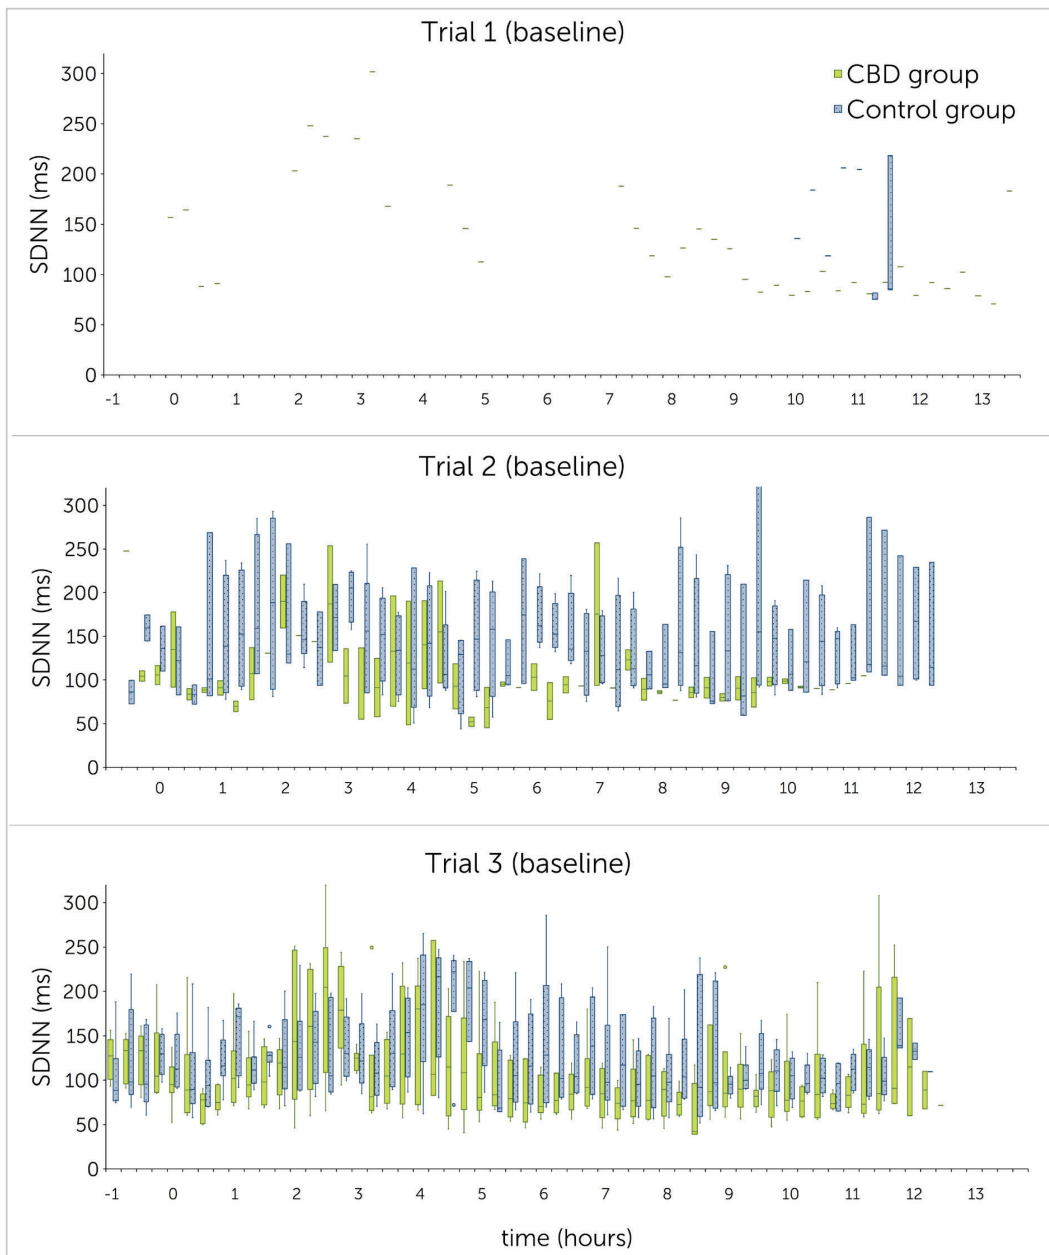 Trial 1 (baseline)
CBD group
Control group
SDNN (ms)
300
250
200
150
100
50
0
-1 0 1 2 3 4 5 6 7 8 9 10 11 12 13
Trial 2 (baseline)
SDNN (ms)
300
250
200
150
100
50
0
0 1 2 3 4 5 6 7 8 9 10 11 12 13
Trial 3 (baseline)
SDNN (ms)
300
250
200
150
100
50
0
-1 0 1 2 3 4 5 6 7 8 9 10 11 12 13
time (hours)